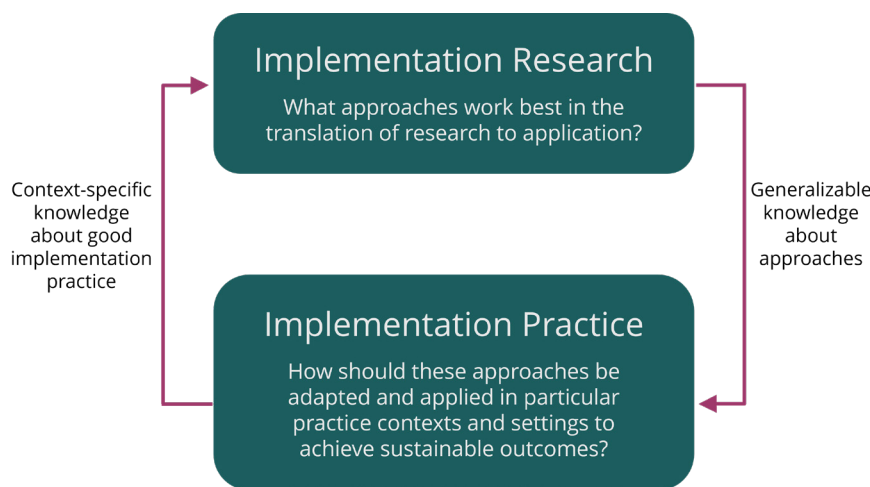 Implementation Research
What approaches work best in the
translation of research to application?
Context-specific
knowledge
about good
implementation
practice
Generalizable
knowledge
about
approaches
Implementation Practice
How should these approaches be
adapted and applied in particular
practice contexts and settings to
achieve sustainable outcomes?